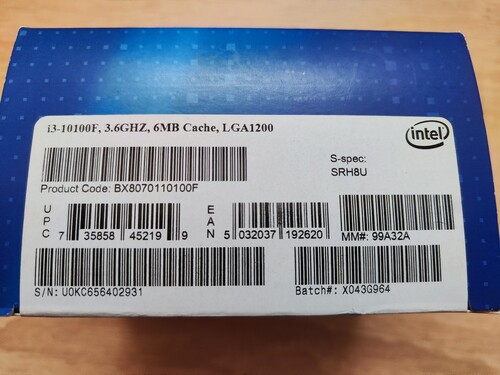 i3-10100F, 3.6GHZ, 6MB Cache, LGA1200
intel
S-spec:
SRH8U
Product Code: BX8070110100F
UPC 7 35858 45219 9
EAN 5 032037 192620
MM#: 99A32A
S/N: U0KC656402931
Batch#: X043G964